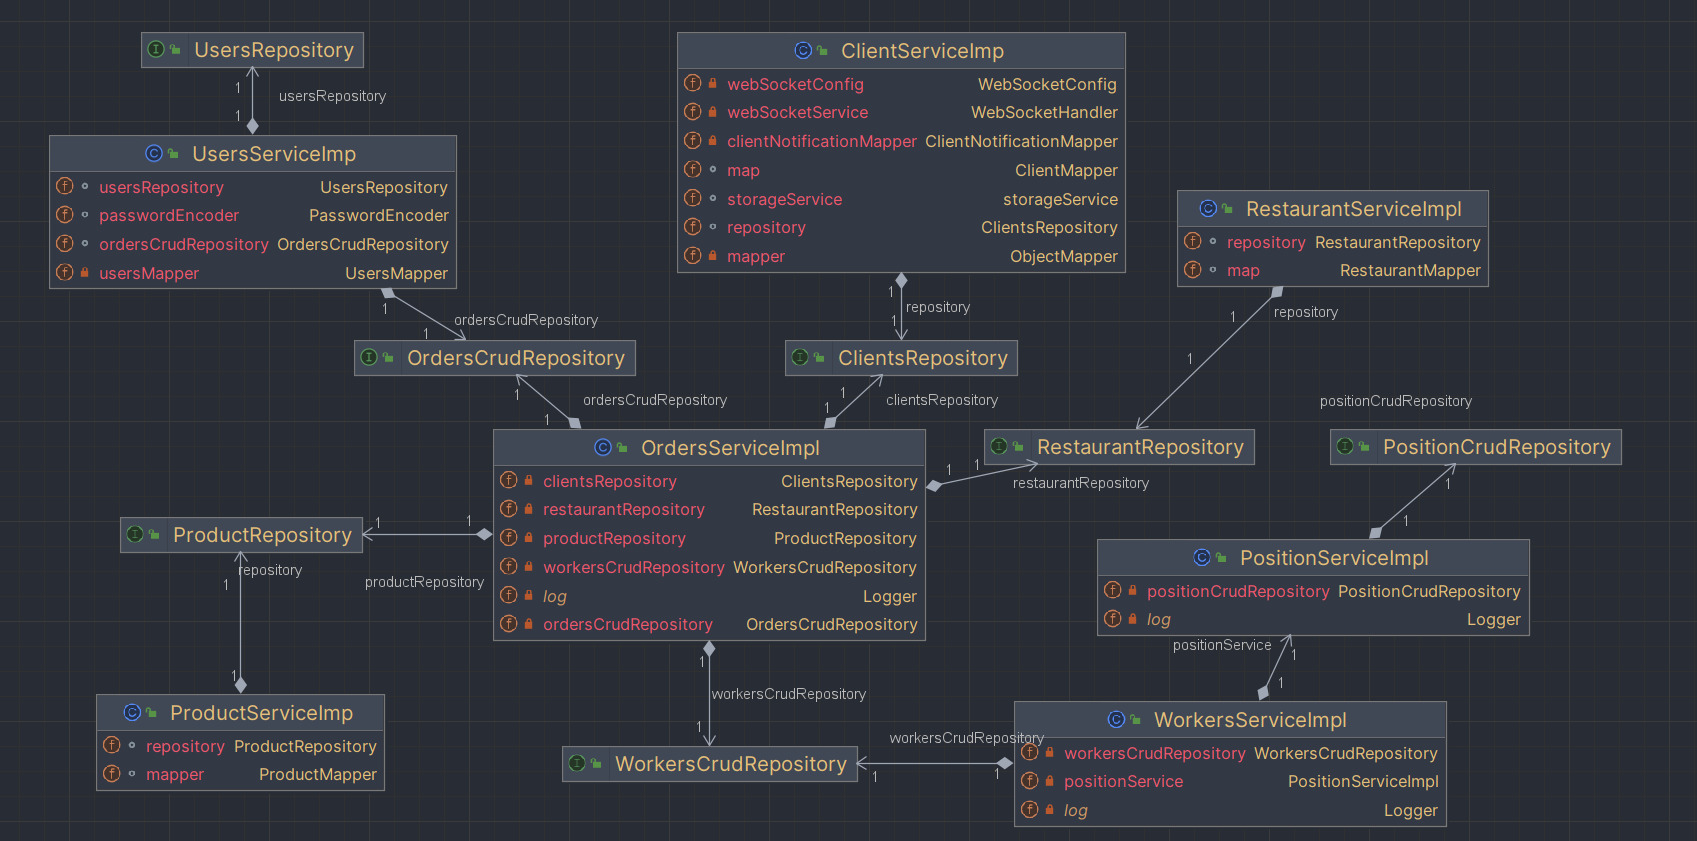 UsersRepository
1
usersRepository
1
UsersServiceImp
usersRepository UsersRepository
passwordEncoder PasswordEncoder
ordersCrudRepository OrdersCrudRepository
usersMapper UsersMapper
1
ordersCrudRepository
1
OrdersCrudRepository
ClientServiceImp
webSocketConfig WebSocketConfig
webSocketService WebSocketHandler
clientNotificationMapper ClientNotificationMapper
map ClientMapper
storageService storageService
repository ClientsRepository
mapper ObjectMapper
1
repository
1
ClientsRepository
RestaurantServiceImpl
repository RestaurantRepository
map RestaurantMapper
repository
1
1
RestaurantRepository
1
ordersCrudRepository
1
1
clientsRepository
1
OrdersServiceImpl
clientsRepository ClientsRepository
restaurantRepository RestaurantRepository
productRepository ProductRepository
workersCrudRepository WorkersCrudRepository
log Logger
ordersCrudRepository OrdersCrudRepository
1
1
restaurantRepository
positionCrudRepository
PositionCrudRepository
1
1
PositionServiceImpl
positionCrudRepository PositionCrudRepository
log Logger
positionService
1
1
ProductRepository
1
1
productRepository
repository
1
1
ProductServiceImp
repository ProductRepository
mapper ProductMapper
1
workersCrudRepository
1
WorkersCrudRepository
workersCrudRepository
1
1
WorkersServiceImpl
workersCrudRepository WorkersCrudRepository
positionService PositionServiceImpl
log Logger